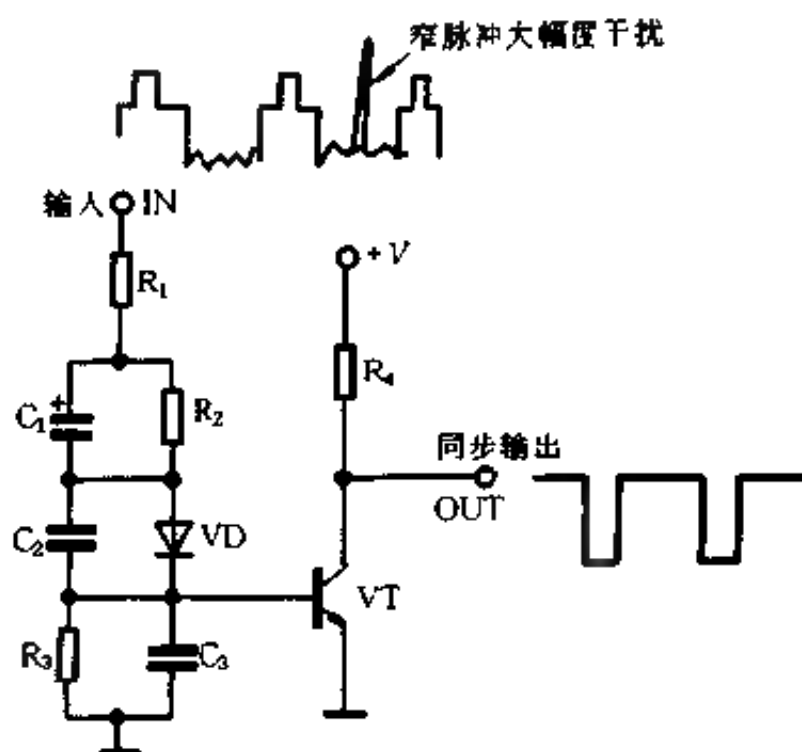 窄脉冲大幅度干扰
输入 IN
+V
R₁
R₄
C₁
+
R₂
同步输出
OUT
C₂
VD
VT
R₃
C₃